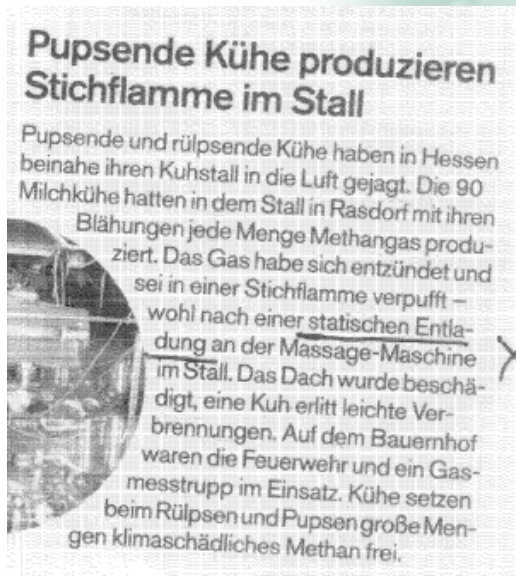 Pupsende Kühe produzieren
Stichflamme im Stall
Pupsende und rülpsende Kühe haben in Hessen
beinahe ihren Kuhstall in die Luft gejagt. Die 90
Milchkühe hatten in dem Stall in Rasdorf mit ihren
Blähungen jede Menge Methangas produ-
ziert. Das Gas habe sich entzündet und
sei in einer Stichflamme verpufft –
wohl nach einer statischen Entla-
dung an der Massage-Maschine
im Stall. Das Dach wurde beschä-
digt, eine Kuh erlitt leichte Ver-
brennungen. Auf dem Bauernhof
waren die Feuerwehr und ein Gas-
messtrupp im Einsatz. Kühe setzen
beim Rülpsen und Pupsen große Men-
gen klimaschädliches Methan frei.